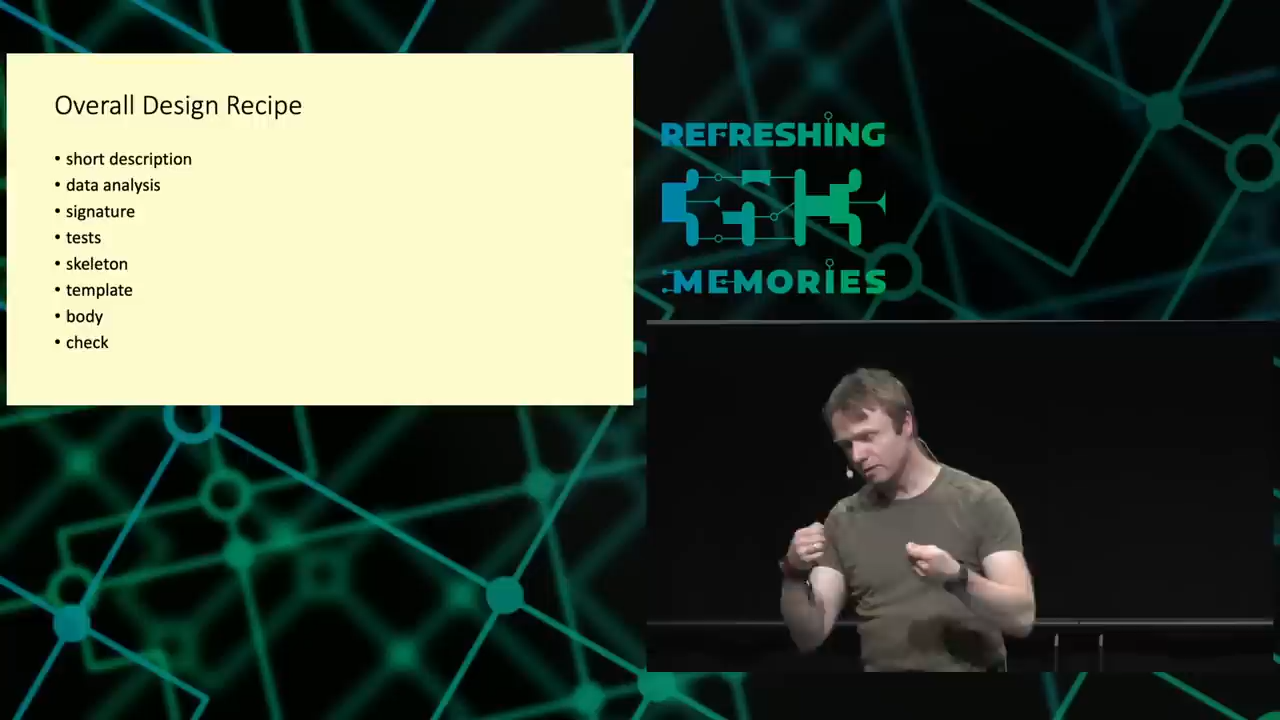 Overall Design Recipe
• short description
• data analysis
• signature
• tests
• skeleton
• template
• body
• check
REFRESHING
MEMORIES